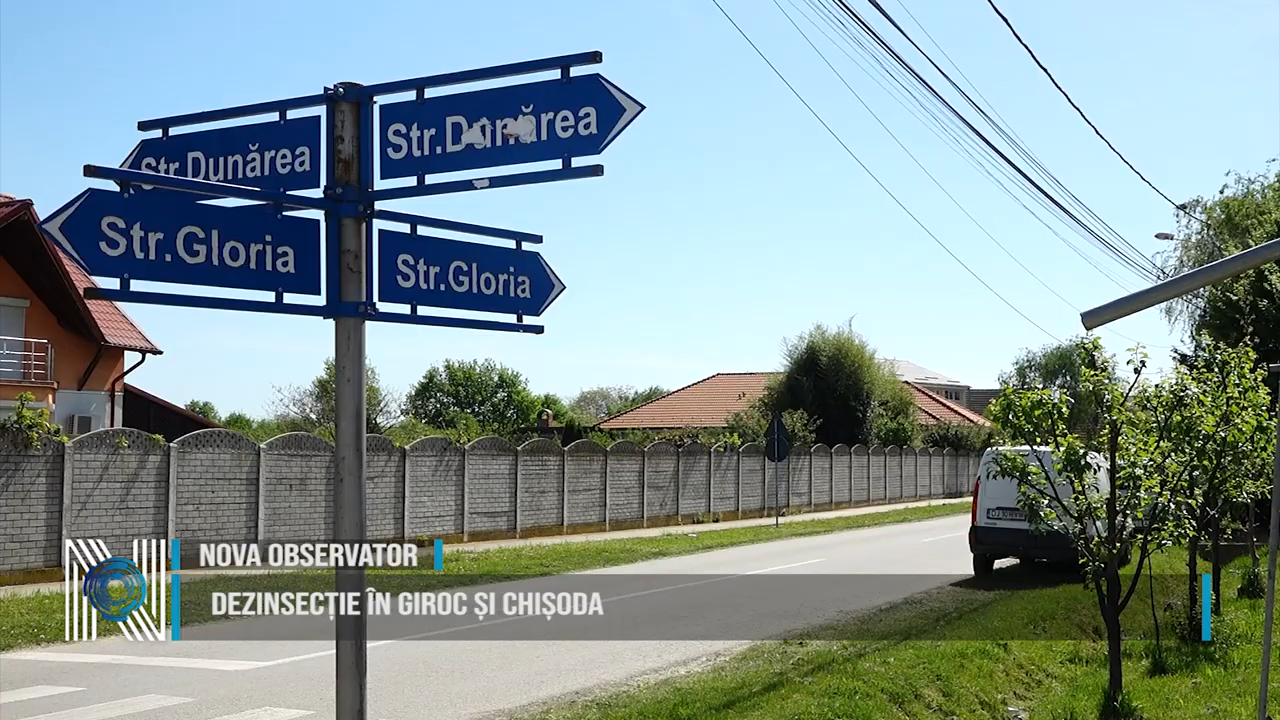 Str.Dunărea
Str.Dunărea
Str.Gloria
Str.Gloria
NOVA OBSERVATOR
DEZINSECȚIE ÎN GIROC ȘI CHIȘODA